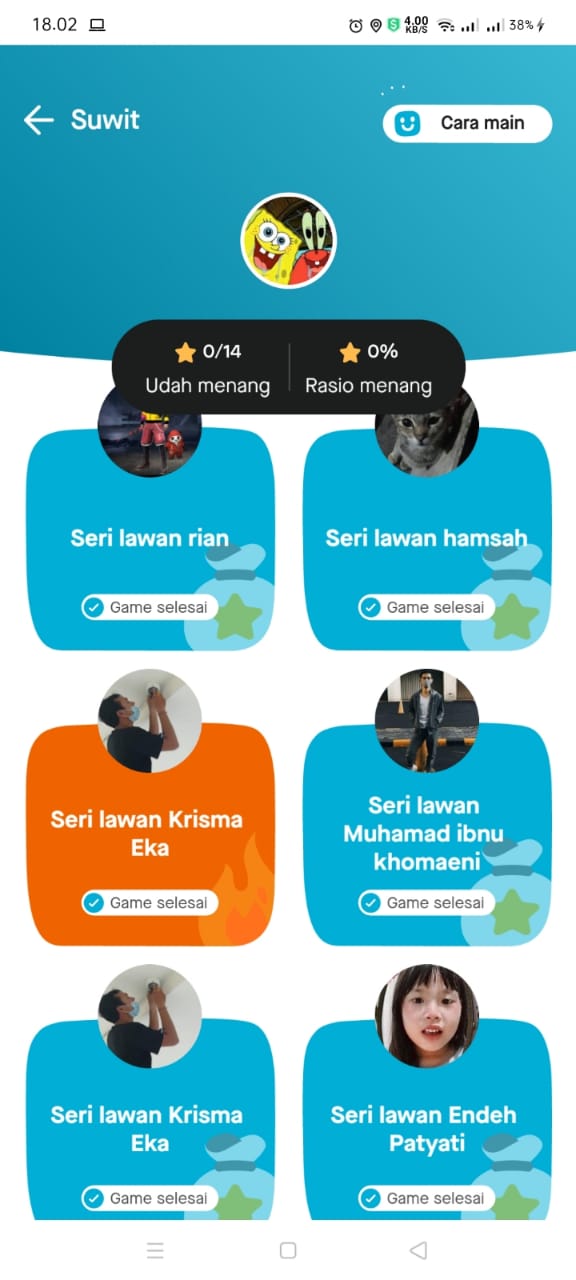 18.02
4.00
KB/S
38%
Suwit
Cara main
0/14
0%
Udah menang
Rasio menang
Seri lawan rian
Game selesai
Seri lawan hamsah
Game selesai
Seri lawan Krisma
Eka
Game selesai
Seri lawan
Muhamad ibnu
khomaeni
Game selesai
Seri lawan Krisma
Eka
Game selesai
Seri lawan Endeh
Patyati
Game selesai